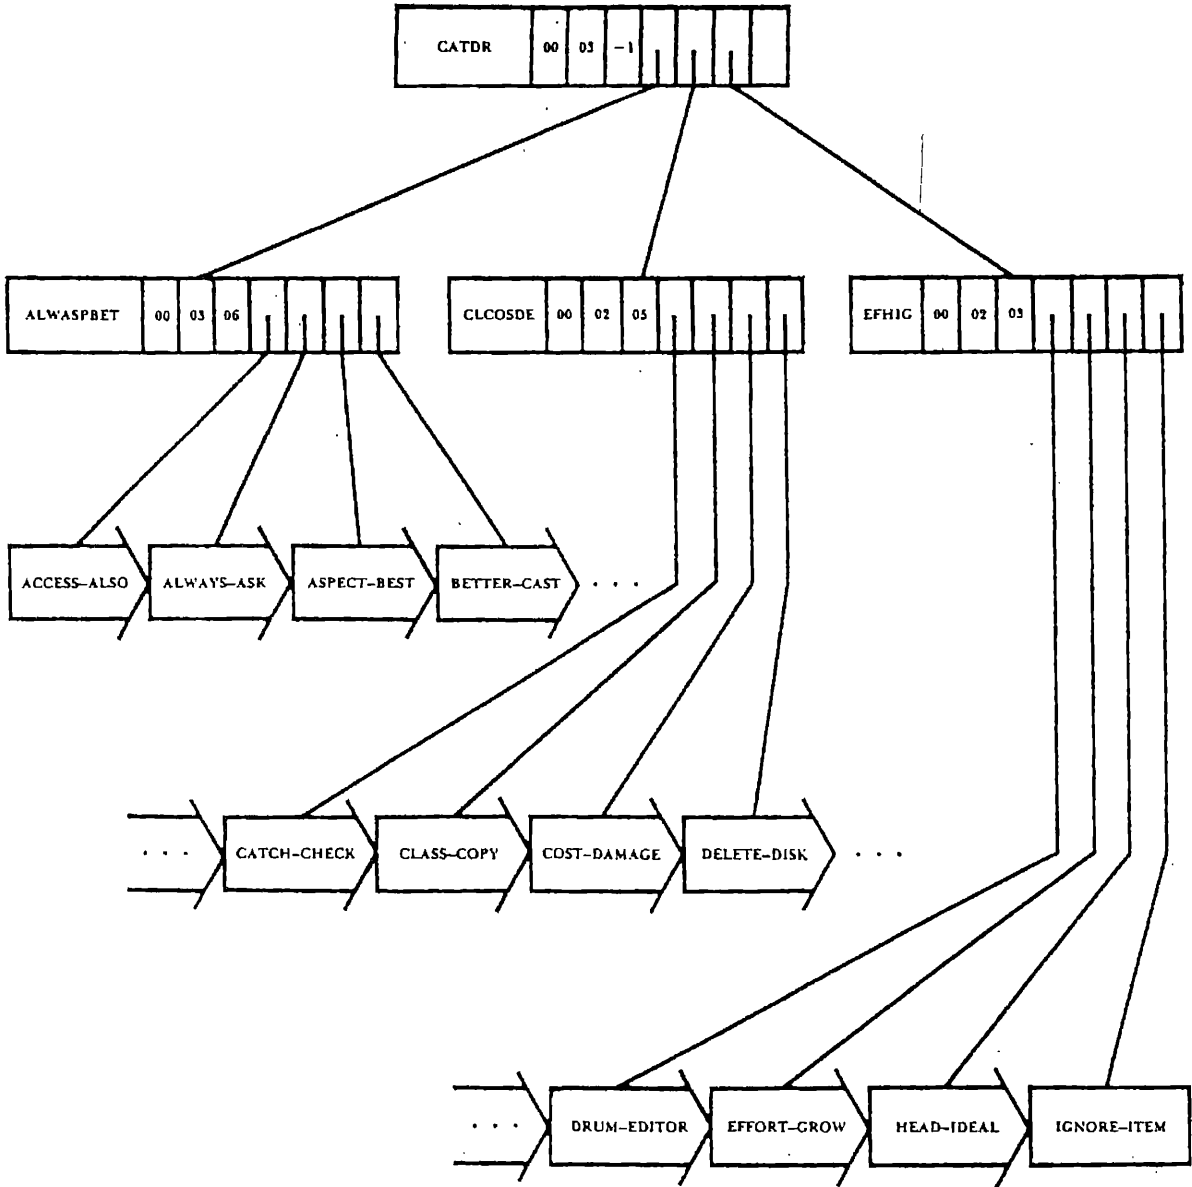 CATDR 00 03 -1
ALWASPBET 00 03 06
CLCOSDE 00 02 05
EFHIG 00 02 03
ACCESS-ALSO ALWAYS-ASK ASPECT-BEST BETTER-CAST . . .
. . . CATCH-CHECK CLASS-COPY COST-DAMAGE DELETE-DISK . . .
. . . DRUM-EDITOR EFFORT-GROW HEAD-IDEAL IGNORE-ITEM